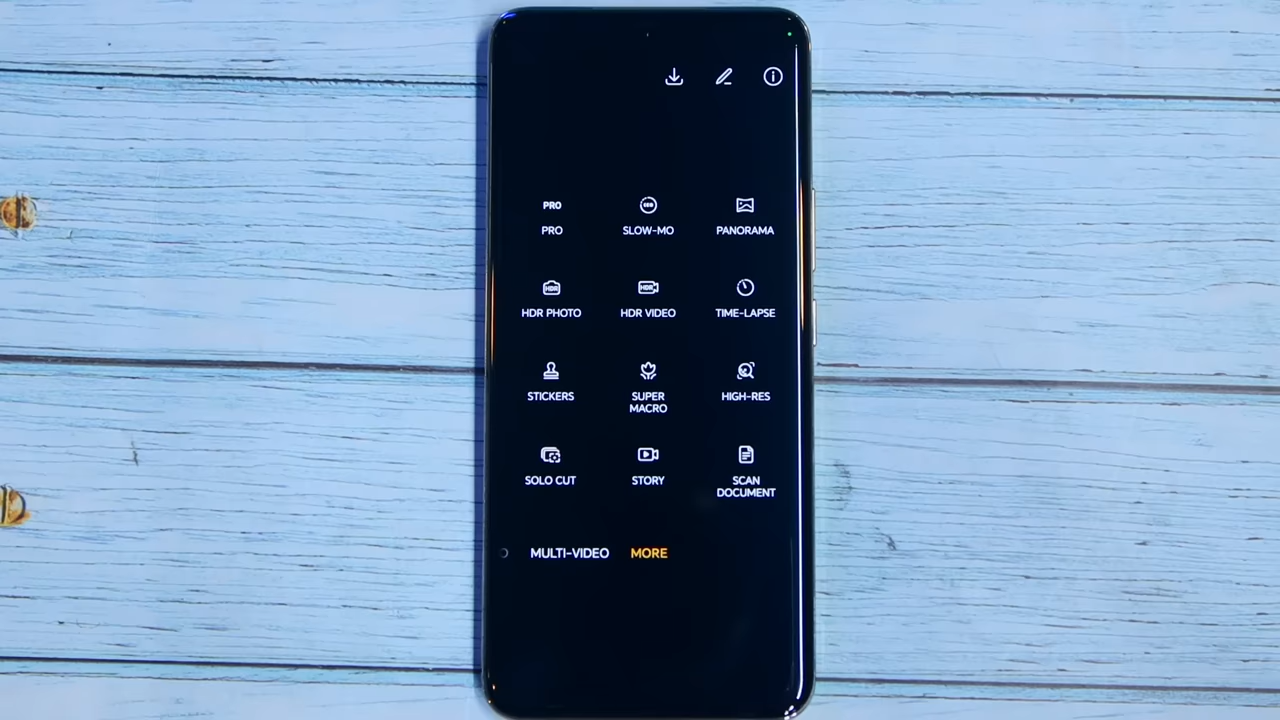 PRO
PRO
SLOW-MO
PANORAMA
HDR
HDR PHOTO
HDR
HDR VIDEO
TIME-LAPSE
STICKERS
SUPER
MACRO
HIGH-RES
SOLO CUT
STORY
SCAN
DOCUMENT
MULTI-VIDEO
MORE